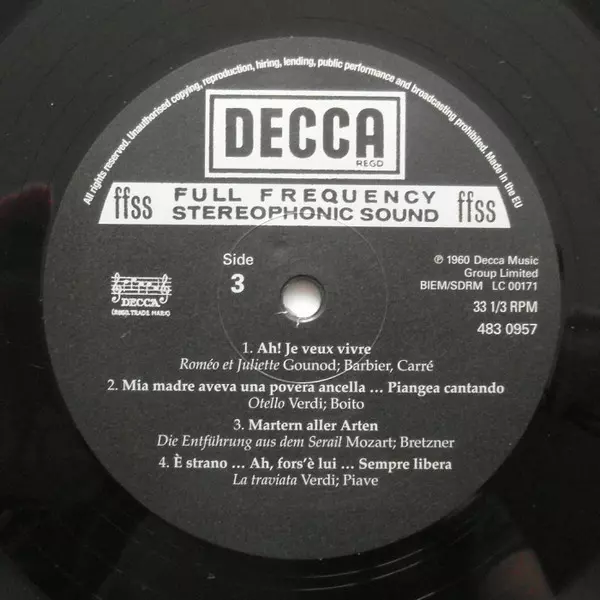 All rights reserved. Unauthorised copying, reproduction, hiring, lending, public performance and broadcasting prohibited. Made in the EU
DECCA
REGD
ffss FULL FREQUENCY STEREOPHONIC SOUND ffss
Side
3
℗ 1960 Decca Music
Group Limited
BIEM/SDRM LC 00171
33 1/3 RPM
483 0957
DECCA
(REGD. TRADE MARK)
1. Ah! Je veux vivre
Roméo et Juliette Gounod; Barbier, Carré
2. Mia madre aveva una povera ancella ... Piangea cantando
Otello Verdi; Boito
3. Martern aller Arten
Die Entführung aus dem Serail Mozart; Bretzner
4. È strano ... Ah, fors'è lui ... Sempre libera
La traviata Verdi; Piave